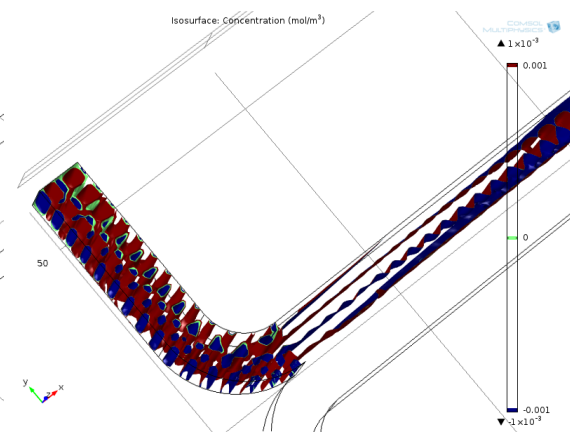 Isosurface: Concentration (mol/m³)
COMSOL
MULTIPHYSICS
▲ 1×10⁻³
0.001
0
-0.001
▼ -1×10⁻³
50
y
z
x